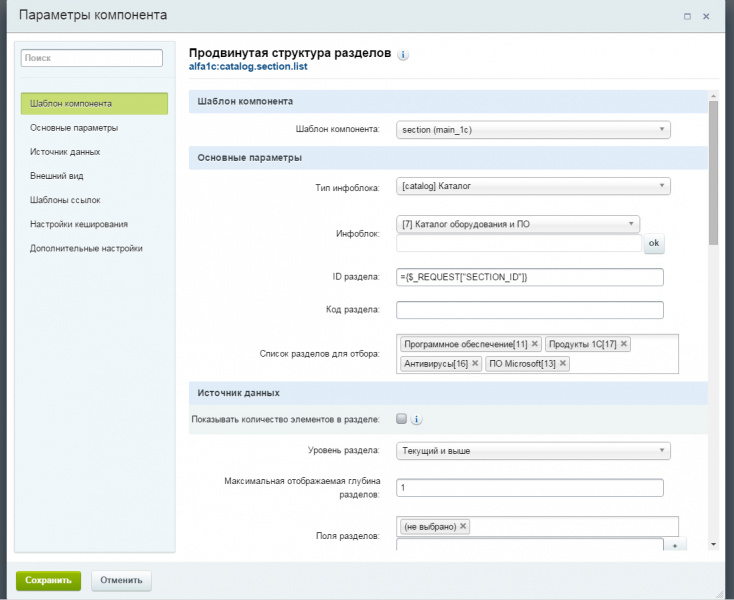 Параметры компонента
Поиск
Шаблон компонента
Основные параметры
Источник данных
Внешний вид
Шаблоны ссылок
Настройки кеширования
Дополнительные настройки
Продвинутая структура разделов i
alfa1c:catalog.section.list
Шаблон компонента
Шаблон компонента: section (main_1c)
Основные параметры
Тип инфоблока: [catalog] Каталог
Инфоблок: [7] Каталог оборудования и ПО
ok
ID раздела: ={$_REQUEST["SECTION_ID"]}
Код раздела:
Список разделов для отбора: Программное обеспечение[11] × Продукты 1С[17] ×
Антивирусы[16] × ПО Microsoft[13] ×
Источник данных
Показывать количество элементов в разделе: i
Уровень раздела: Текущий и выше
Максимальная отображаемая глубина
разделов: 1
Поля разделов: (не выбрано) ×
+
Сохранить Отменить